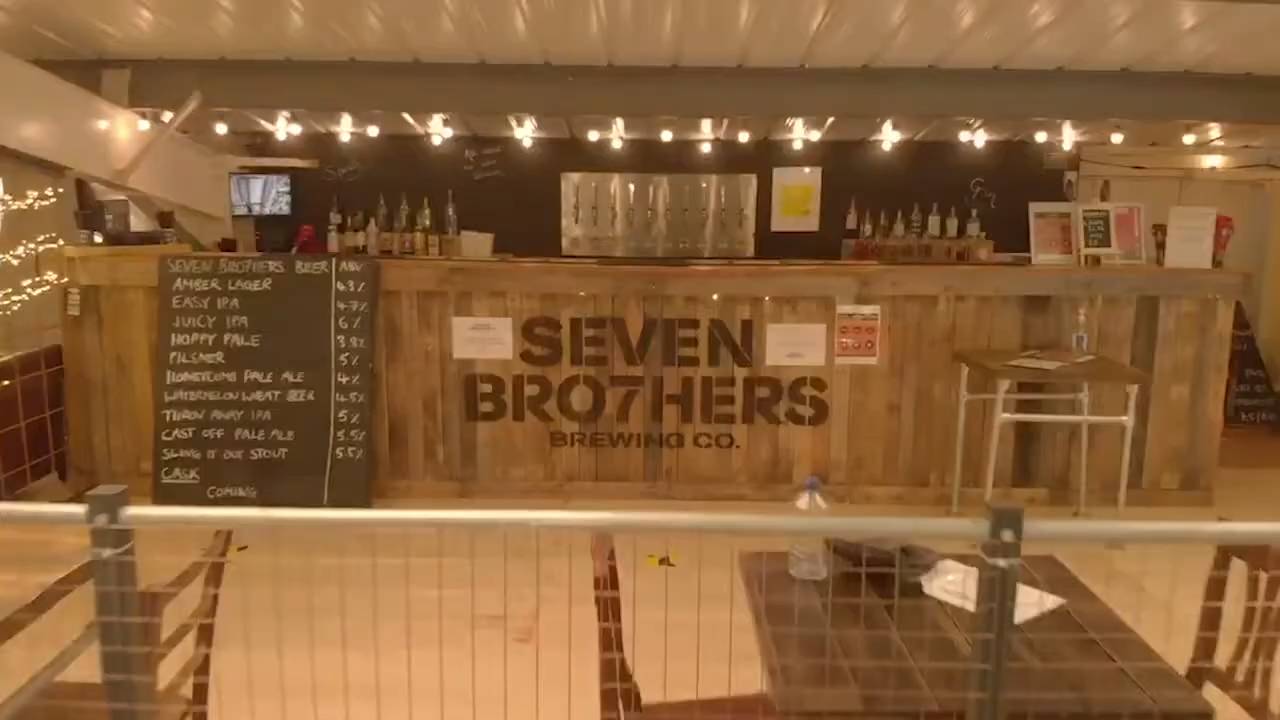 SEVEN BRO7HERS BEER ABV
AMBER LAGER 4.3%
EASY IPA 4.7%
JUICY IPA 6%
HOPPY PALE 3.8%
PILSNER 5%
HONEYCOMB PALE ALE 4%
WATERMELON WHEAT BEER 4.5%
THROW AWAY IPA 5%
CAST OFF PALE ALE 5.5%
SLING IT OUT STOUT 5.5%
CASK
COMING
SEVEN
BRO7HERS
BREWING CO.